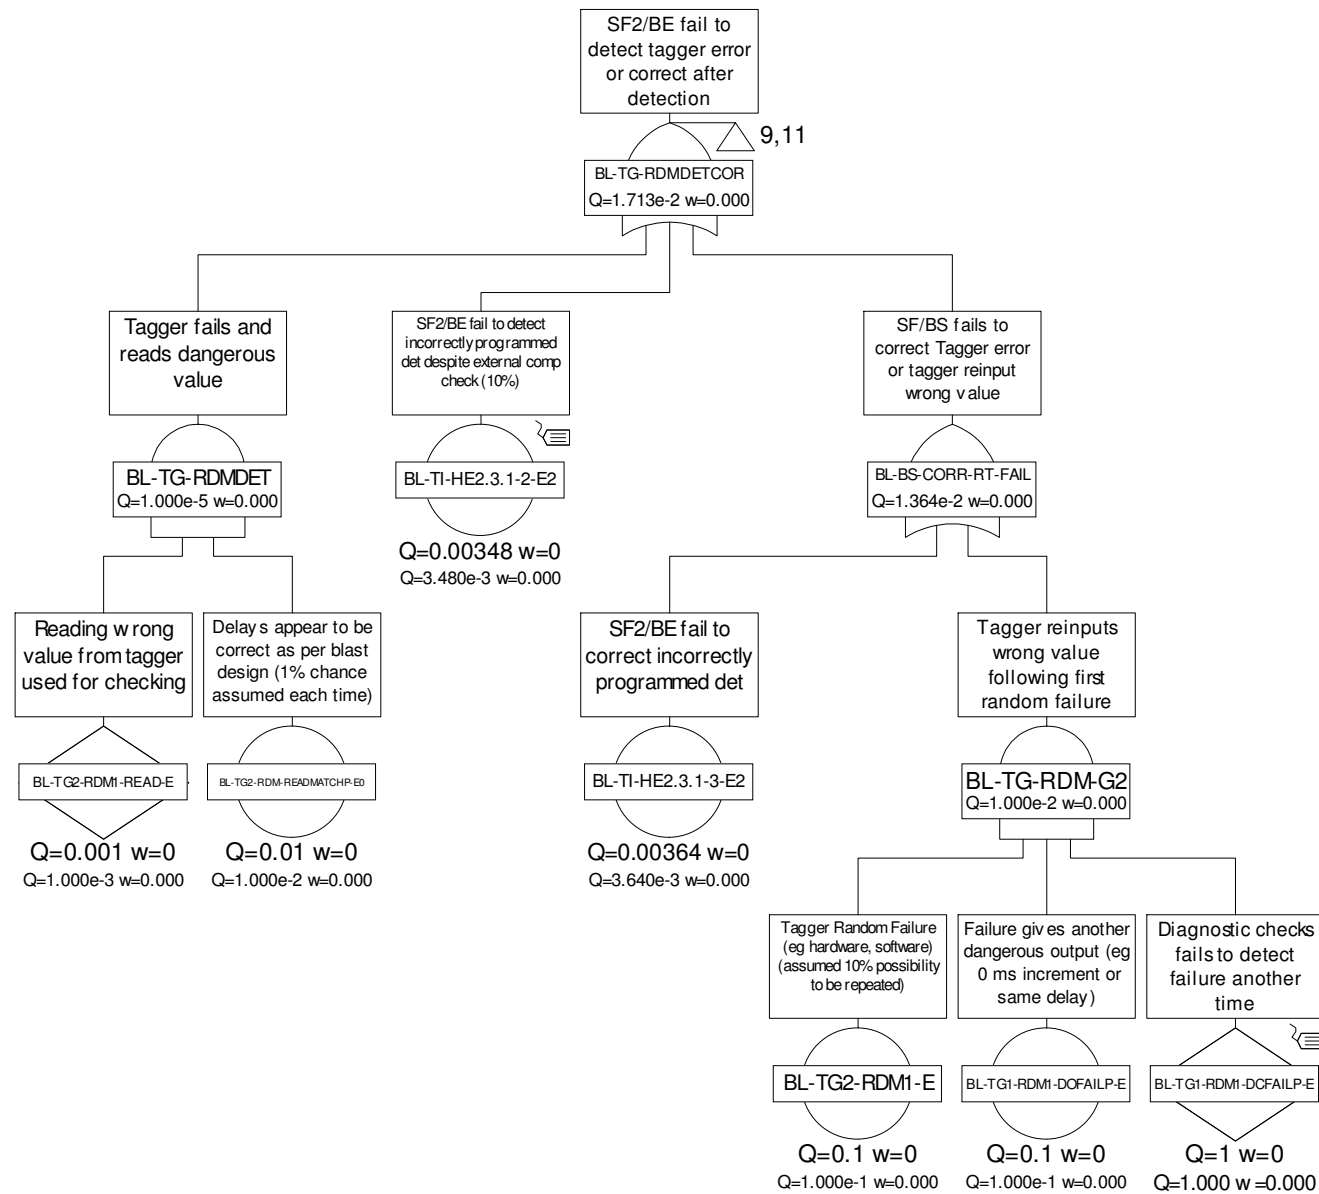 SF2/BE fail to
detect tagger error
or correct after
detection
9,11
BL-TG-RDMDETCOR
Q=1.713e-2 w=0.000
Tagger fails and
reads dangerous
value
BL-TG-RDMDET
Q=1.000e-5 w=0.000
SF2/BE fail to detect
incorrectly programmed
det despite external comp
check (10%)
BL-TI-HE2.3.1-2-E2
Q=0.00348 w=0
Q=3.480e-3 w=0.000
SF/BS fails to
correct Tagger error
or tagger reinput
wrong value
BL-BS-CORR-RT-FAIL
Q=1.364e-2 w=0.000
Reading wrong
value from tagger
used for checking
BL-TG2-RDM1-READ-E
Q=0.001 w=0
Q=1.000e-3 w=0.000
Delays appear to be
correct as per blast
design (1% chance
assumed each time)
BL-TG2-RDM-READMATCHP-E0
Q=0.01 w=0
Q=1.000e-2 w=0.000
SF2/BE fail to
correct incorrectly
programmed det
BL-TI-HE2.3.1-3-E2
Q=0.00364 w=0
Q=3.640e-3 w=0.000
Tagger reinputs
wrong value
following first
random failure
BL-TG-RDM-G2
Q=1.000e-2 w=0.000
Tagger Random Failure
(eg hardware, software)
(assumed 10% possibility
to be repeated)
BL-TG2-RDM1-E
Q=0.1 w=0
Q=1.000e-1 w=0.000
Failure gives another
dangerous output (eg
0 ms increment or
same delay)
BL-TG1-RDM1-DOFAILP-E
Q=0.1 w=0
Q=1.000e-1 w=0.000
Diagnostic checks
fails to detect
failure another
time
BL-TG1-RDM1-DCFAILP-E
Q=1 w=0
Q=1.000 w=0.000